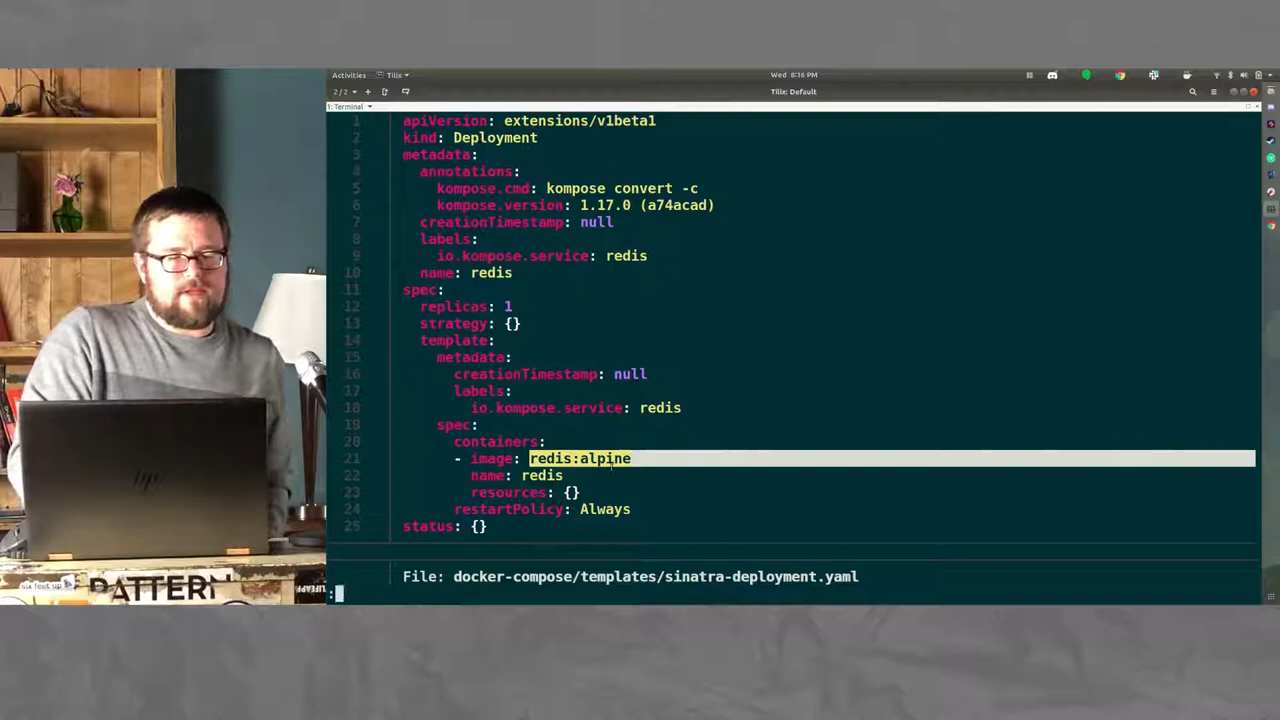 Activities Tilix Wed 8:16 PM
2/2 Tilix: Default
1: Terminal
1 apiVersion: extensions/v1beta1
2 kind: Deployment
3 metadata:
4 annotations:
5 kompose.cmd: kompose convert -c
6 kompose.version: 1.17.0 (a74acad)
7 creationTimestamp: null
8 labels:
9 io.kompose.service: redis
10 name: redis
11 spec:
12 replicas: 1
13 strategy: {}
14 template:
15 metadata:
16 creationTimestamp: null
17 labels:
18 io.kompose.service: redis
19 spec:
20 containers:
21 - image: redis:alpine
22 name: redis
23 resources: {}
24 restartPolicy: Always
25 status: {}
File: docker-compose/templates/sinatra-deployment.yaml
:
six feet up
PATTERN